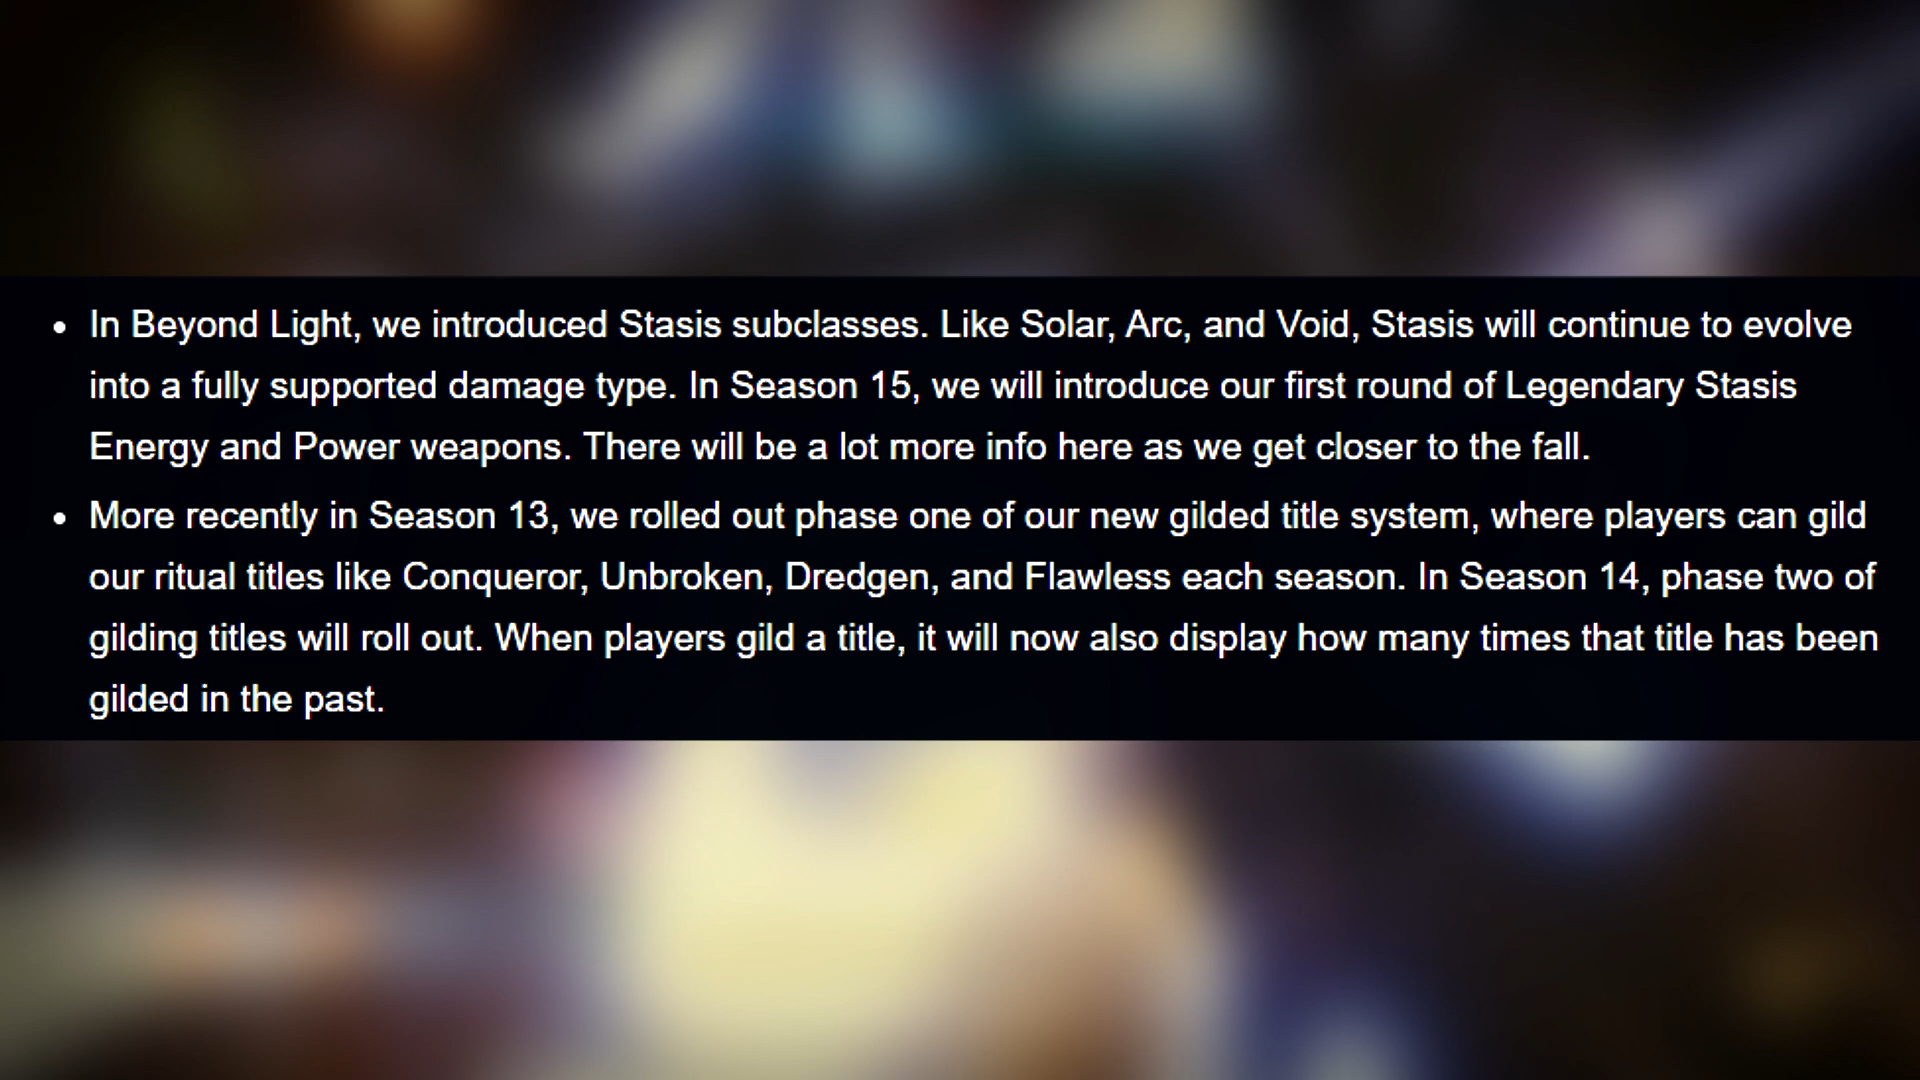 • In Beyond Light, we introduced Stasis subclasses. Like Solar, Arc, and Void, Stasis will continue to evolve
into a fully supported damage type. In Season 15, we will introduce our first round of Legendary Stasis
Energy and Power weapons. There will be a lot more info here as we get closer to the fall.
• More recently in Season 13, we rolled out phase one of our new gilded title system, where players can gild
our ritual titles like Conqueror, Unbroken, Dredgen, and Flawless each season. In Season 14, phase two of
gilding titles will roll out. When players gild a title, it will now also display how many times that title has been
gilded in the past.